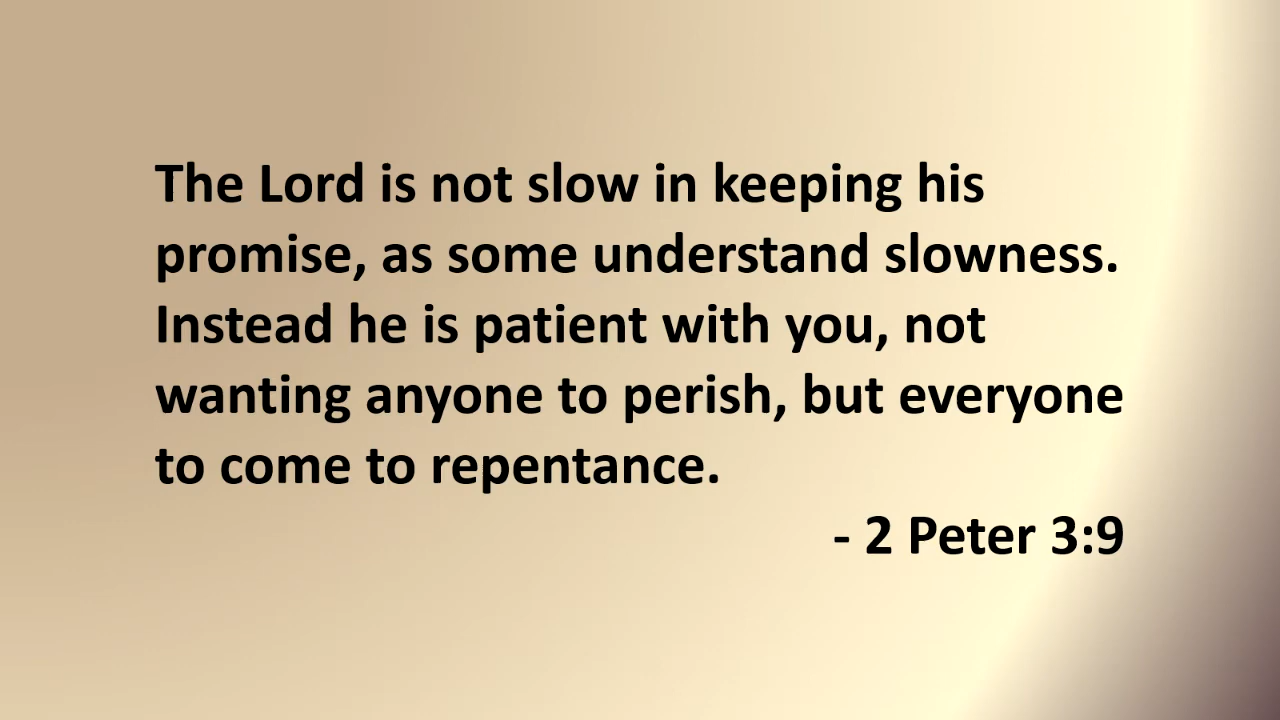 The Lord is not slow in keeping his
promise, as some understand slowness.
Instead he is patient with you, not
wanting anyone to perish, but everyone
to come to repentance.
- 2 Peter 3:9